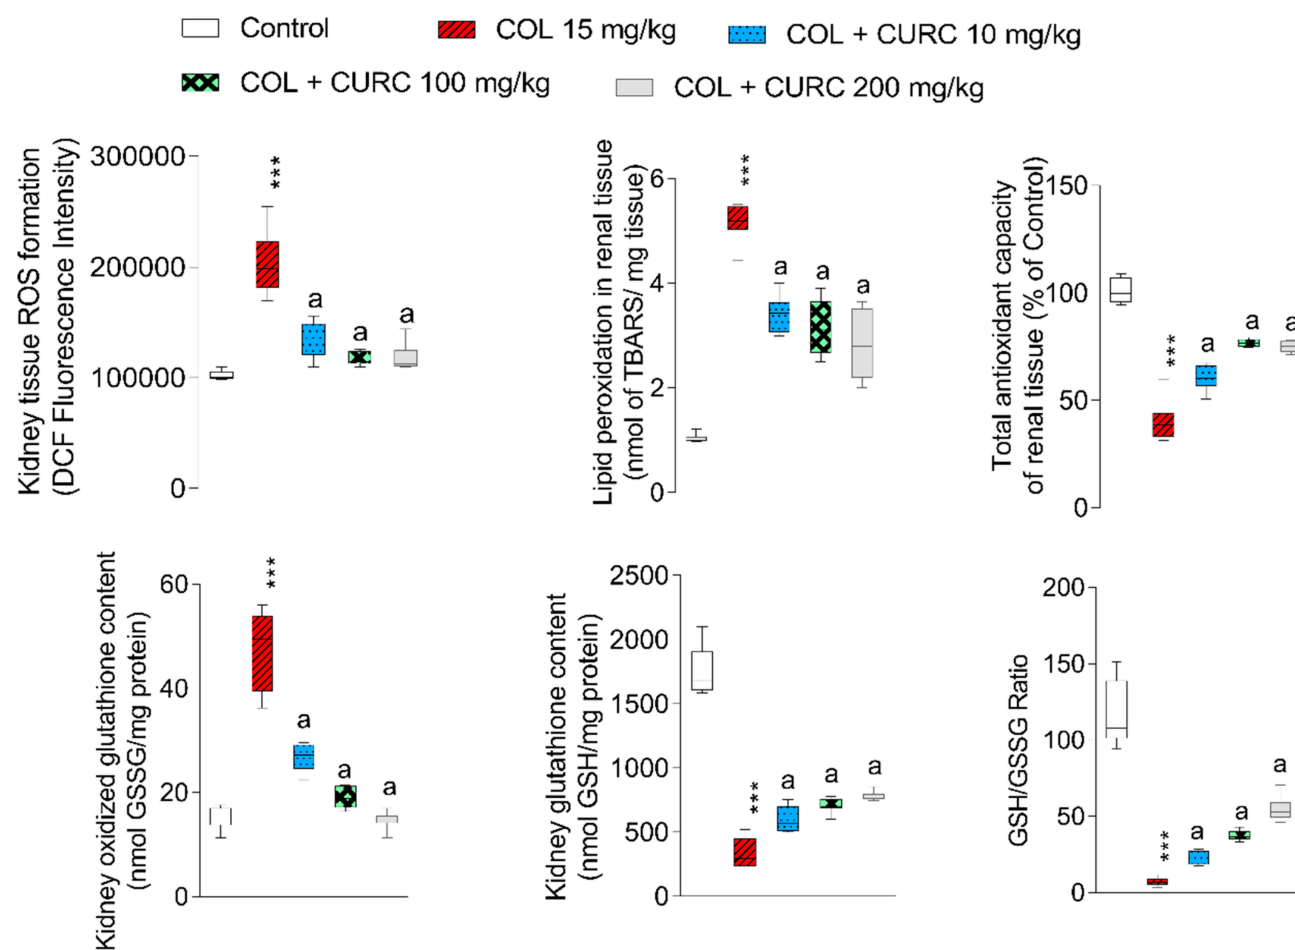 Control
COL 15 mg/kg
COL + CURC 10 mg/kg
COL + CURC 100 mg/kg
COL + CURC 200 mg/kg
Kidney tissue ROS formation
(DCF Fluorescence Intensity)
300000
200000
100000
0
***
a
a
a
Lipid peroxidation in renal tissue
(nmol of TBARS/ mg tissue)
6
4
2
0
***
a
a
a
Total antioxidant capacity
of renal tissue (% of Control)
150
100
50
0
***
a
a
a
Kidney oxidized glutathione content
(nmol GSSG/mg protein)
60
40
20
0
***
a
a
a
Kidney glutathione content
(nmol GSH/mg protein)
2500
2000
1500
1000
500
0
***
a
a
a
GSH/GSSG Ratio
200
150
100
50
0
***
a
a
a